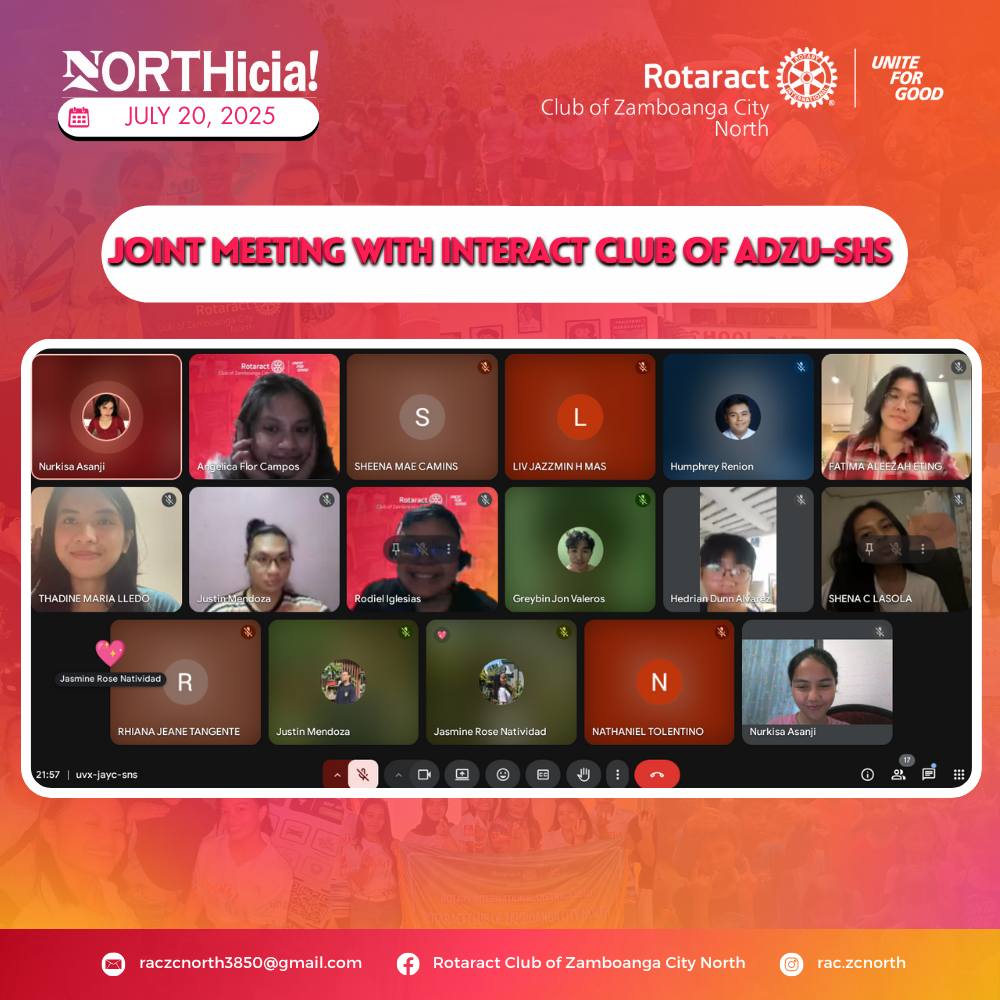 NORTHicia!
JULY 20, 2025
Rotaract
Club of Zamboanga City
North
UNITE
FOR
GOOD
JOINT MEETING WITH INTERACT CLUB OF ADZU-SHS
Nurkisa Asanji
Rotaract
Angelica Flor Campos
S
SHEENA MAE CAMINS
L
LIV JAZZMIN H MAS
Humphrey Renion
FATIMA ALEEZAH ETING
THADINE MARIA LLEDO
Justin Mendoza
Rotaract
Rodiel Iglesias
Greybin Jon Valeros
Hedrian Dunn Alvarez
SHENA C LASOLA
Jasmine Rose Natividad
R
RHIANA JEANE TANGENTE
Justin Mendoza
Jasmine Rose Natividad
N
NATHANIEL TOLENTINO
Nurkisa Asanji
21:57 | uvx-jayc-sns
17
raczcnorth3850@gmail.com
Rotaract Club of Zamboanga City North
rac.zcnorth